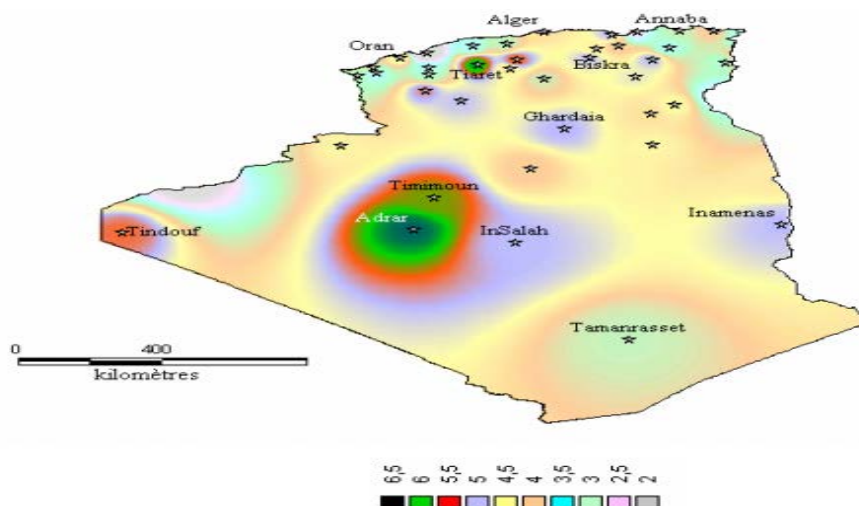 Alger
Annaba
Oran
Tiaret
Biskra
Ghardaia
Timimoun
Adrar
Tindouf
InSalah
Inamenas
Tamanrasset
0 400
kilomètres
6,5 6 5,5 5 4,5 4 3,5 3 2,5 2